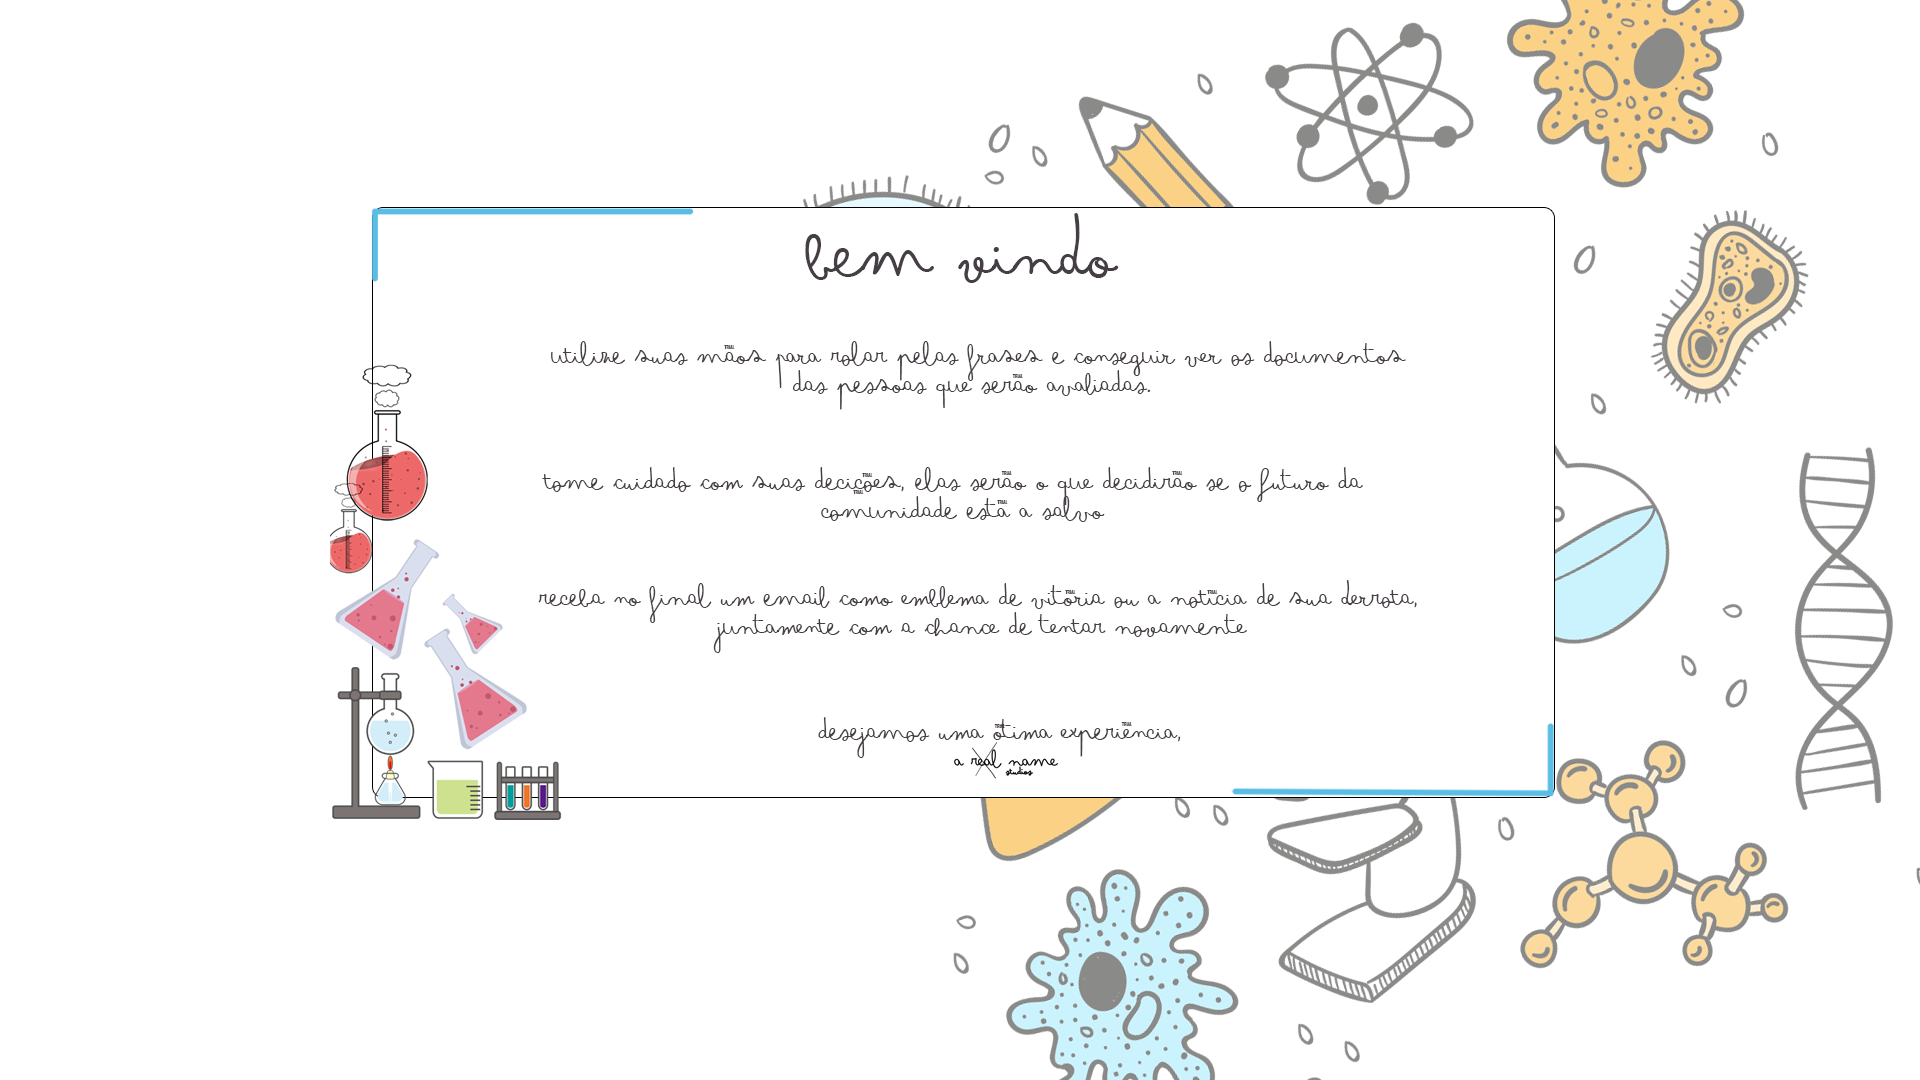 bem vindo
utilize suas mãos para rolar pelas frases e conseguir ver os documentos
das pessoas que serão avaliadas.
tome cuidado com suas decições, elas serão o que decidirão se o futuro da
comunidade está a salvo
receba no final um email como emblema de vitória ou a notícia de sua derrota,
juntamente com a chance de tentar novamente
desejamos uma ótima experiência,
a real name
studios